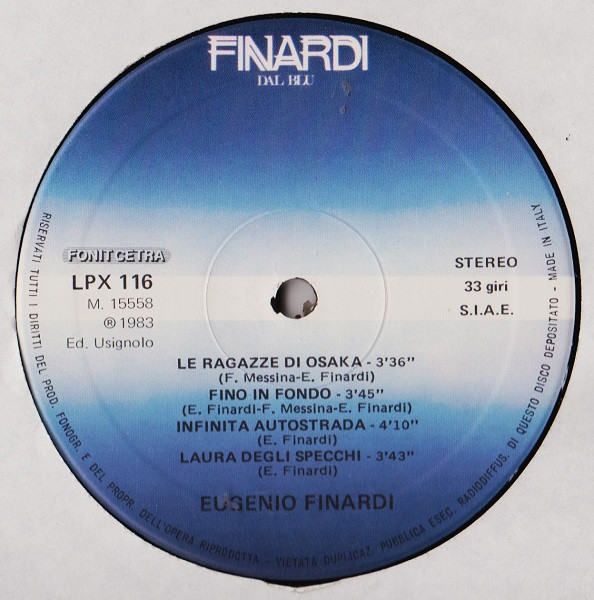 FINARDI
DAL BLU
FONIT CETRA
LPX 116
M. 15558
℗ 1983
Ed. Usignolo
STEREO
33 giri
S.I.A.E.
LE RAGAZZE DI OSAKA - 3'36"
(F. Messina-E. Finardi)
FINO IN FONDO - 3'45"
(E. Finardi-F. Messina-E. Finardi)
INFINITA AUTOSTRADA - 4'10"
(E. Finardi)
LAURA DEGLI SPECCHI - 3'43"
(E. Finardi)
EUGENIO FINARDI
RISERVATI TUTTI I DIRITTI DEL PROD. FONOGR. E DEL PROPR. DELL'OPERA RIPRODOTTA - VIETATA DUPLICAZ. PUBBLICA ESEC. RADIODIFFUS. DI QUESTO DISCO DEPOSITATO - MADE IN ITALY